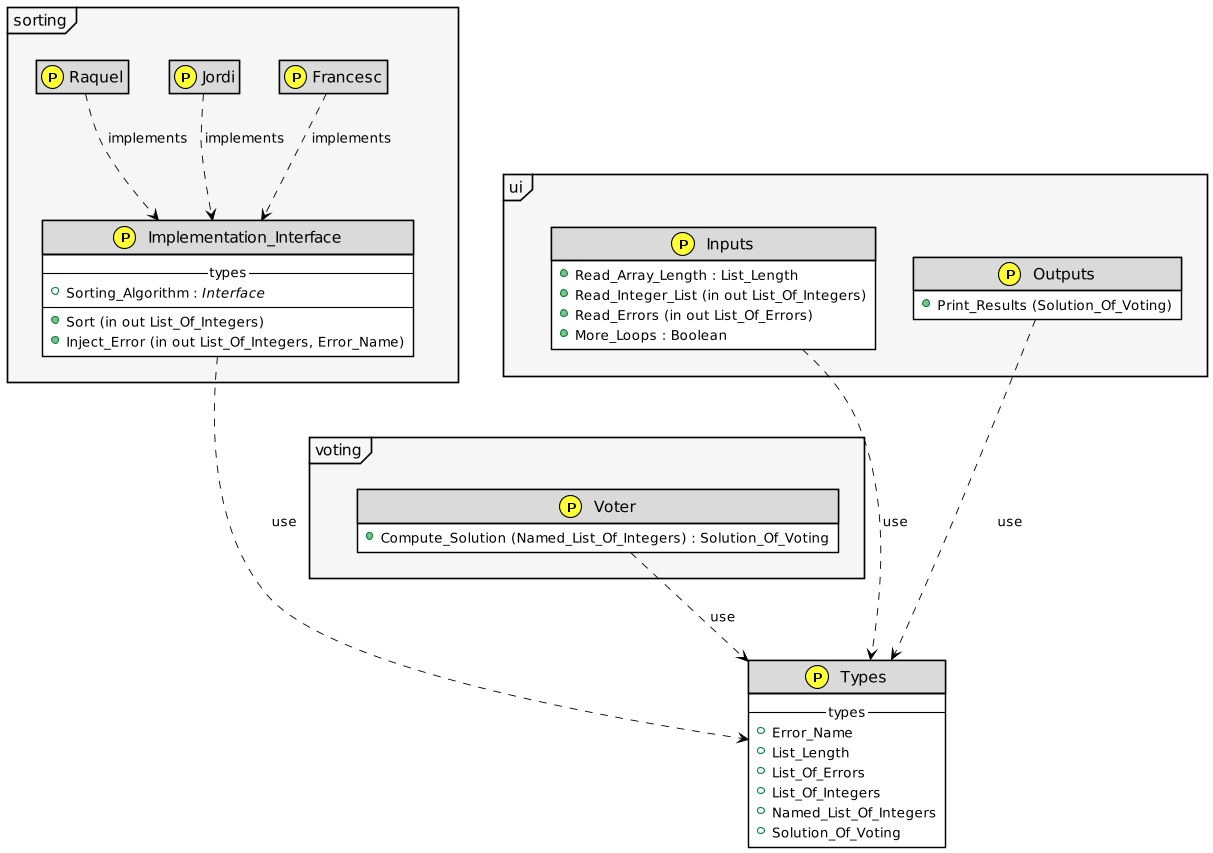 sorting
P Raquel
P Jordi
P Francesc
implements
implements
implements
P Implementation_Interface
types
Sorting_Algorithm : Interface
Sort (in out List_Of_Integers)
Inject_Error (in out List_Of_Integers, Error_Name)
ui
P Inputs
Read_Array_Length : List_Length
Read_Integer_List (in out List_Of_Integers)
Read_Errors (in out List_Of_Errors)
More_Loops : Boolean
P Outputs
Print_Results (Solution_Of_Voting)
voting
P Voter
Compute_Solution (Named_List_Of_Integers) : Solution_Of_Voting
use
use
use
use
P Types
types
Error_Name
List_Length
List_Of_Errors
List_Of_Integers
Named_List_Of_Integers
Solution_Of_Voting